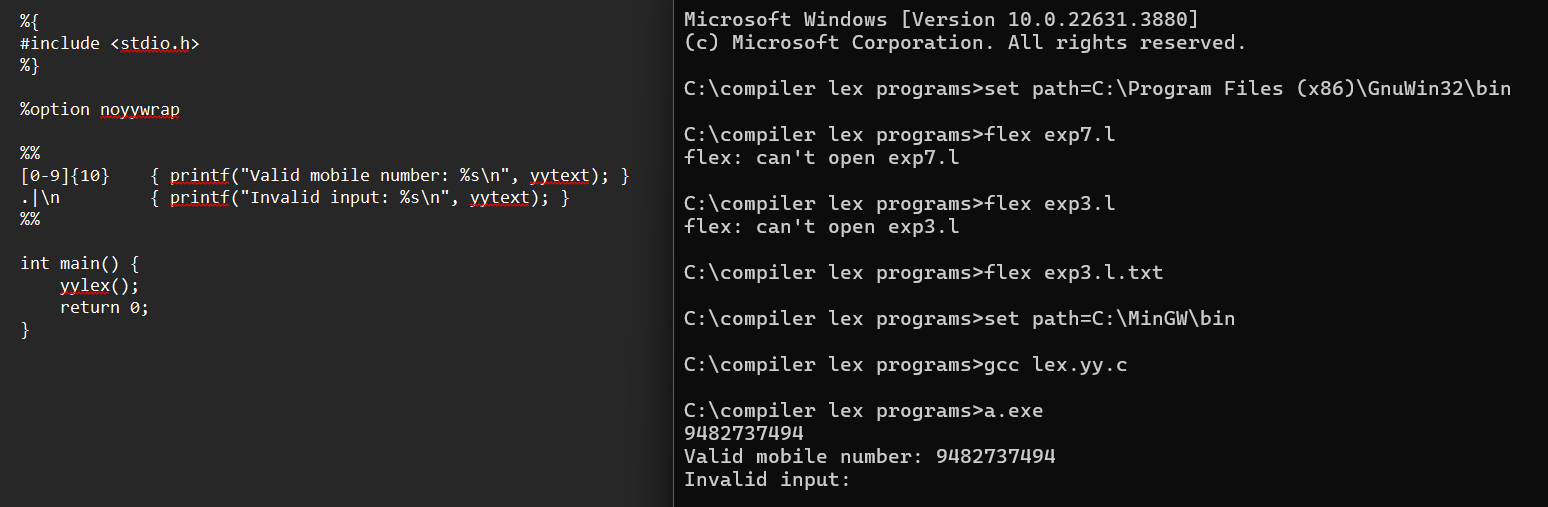 %{
#include <stdio.h>
%}
%option noyywrap
%%
[0-9]{10}    { printf("Valid mobile number: %s\n", yytext); }
.|\n         { printf("Invalid input: %s\n", yytext); }
%%
int main() {
    yylex();
    return 0;
}
Microsoft Windows [Version 10.0.22631.3880]
(c) Microsoft Corporation. All rights reserved.
C:\compiler lex programs>set path=C:\Program Files (x86)\GnuWin32\bin
C:\compiler lex programs>flex exp7.l
flex: can't open exp7.l
C:\compiler lex programs>flex exp3.l
flex: can't open exp3.l
C:\compiler lex programs>flex exp3.l.txt
C:\compiler lex programs>set path=C:\MinGW\bin
C:\compiler lex programs>gcc lex.yy.c
C:\compiler lex programs>a.exe
9482737494
Valid mobile number: 9482737494
Invalid input: